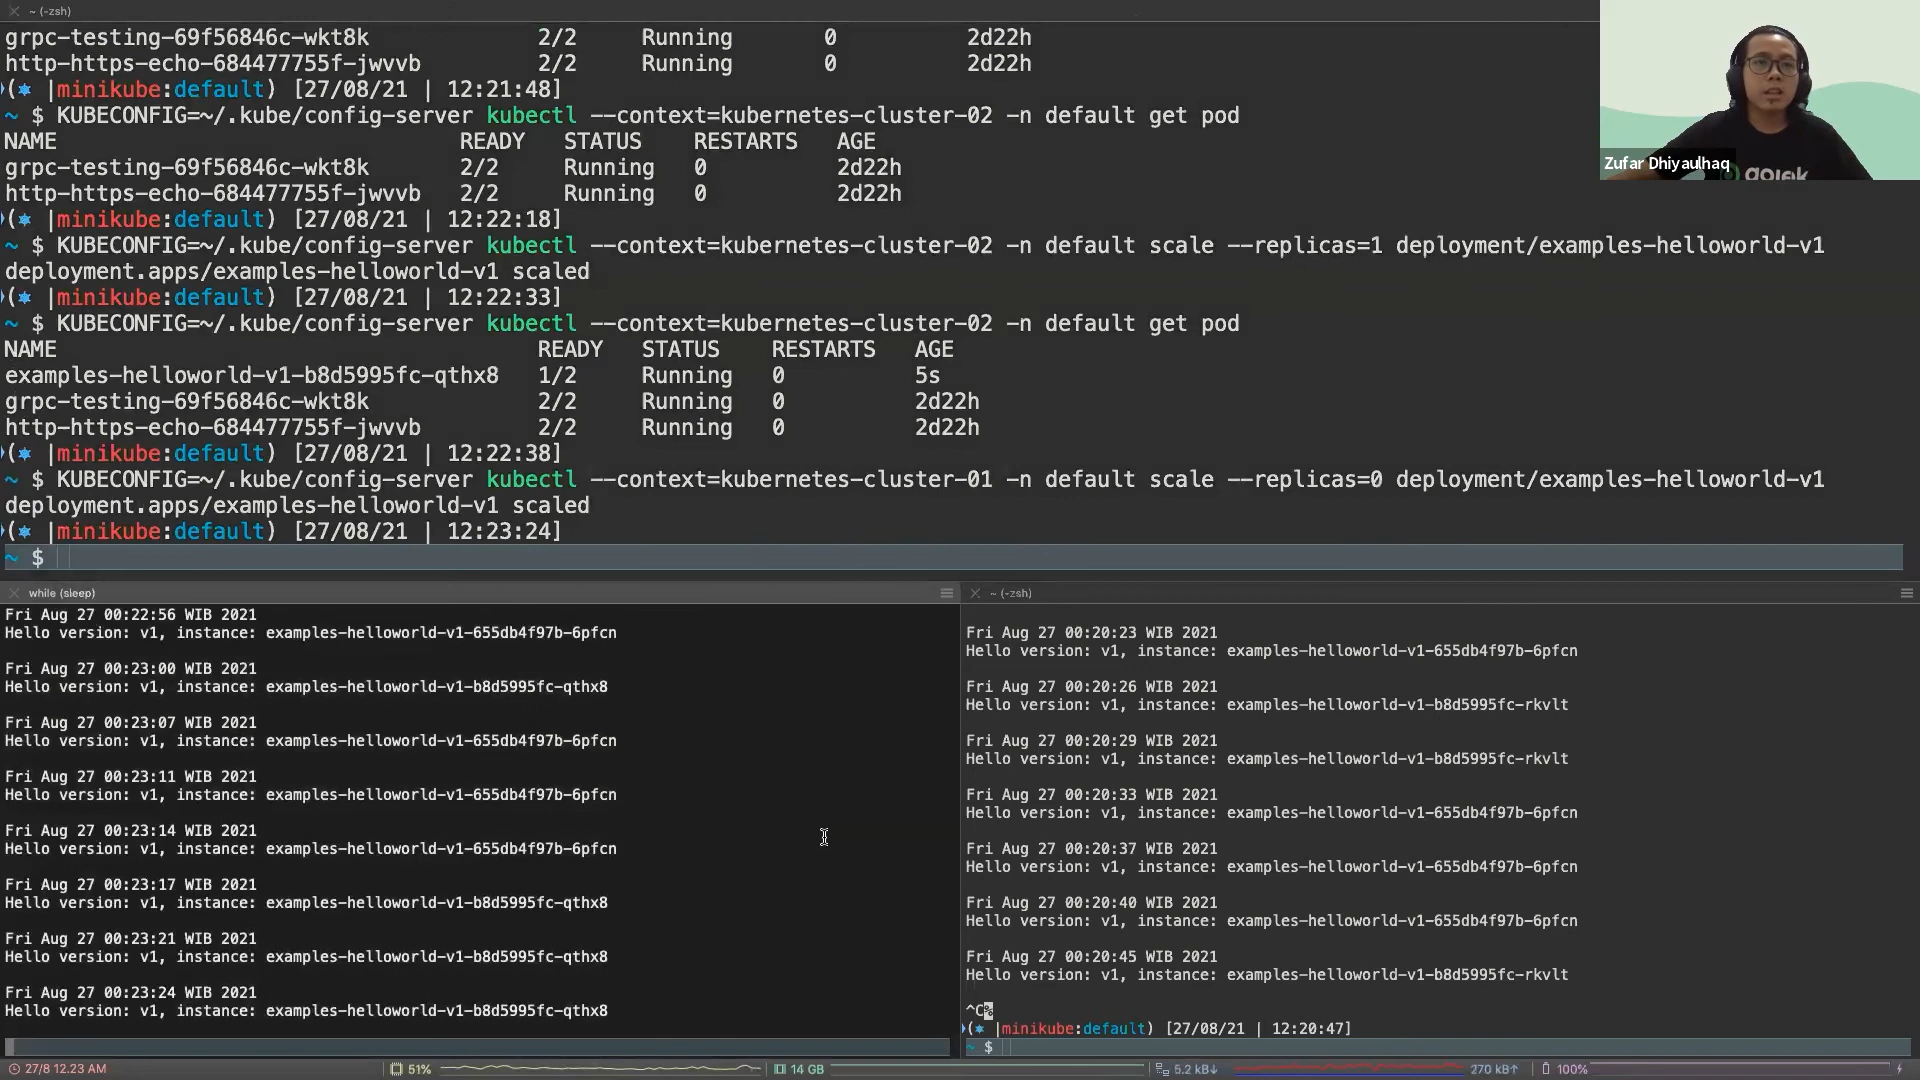 ~ (-zsh)
grpc-testing-69f56846c-wkt8k 2/2 Running 0 2d22h
http-https-echo-684477755f-jwvvb 2/2 Running 0 2d22h
(⎈ |minikube:default) [27/08/21 | 12:21:48]
~ $ KUBECONFIG=~/.kube/config-server kubectl --context=kubernetes-cluster-02 -n default get pod
NAME READY STATUS RESTARTS AGE
grpc-testing-69f56846c-wkt8k 2/2 Running 0 2d22h
http-https-echo-684477755f-jwvvb 2/2 Running 0 2d22h
(⎈ |minikube:default) [27/08/21 | 12:22:18]
~ $ KUBECONFIG=~/.kube/config-server kubectl --context=kubernetes-cluster-02 -n default scale --replicas=1 deployment/examples-helloworld-v1
deployment.apps/examples-helloworld-v1 scaled
(⎈ |minikube:default) [27/08/21 | 12:22:33]
~ $ KUBECONFIG=~/.kube/config-server kubectl --context=kubernetes-cluster-02 -n default get pod
NAME READY STATUS RESTARTS AGE
examples-helloworld-v1-b8d5995fc-qthx8 1/2 Running 0 5s
grpc-testing-69f56846c-wkt8k 2/2 Running 0 2d22h
http-https-echo-684477755f-jwvvb 2/2 Running 0 2d22h
(⎈ |minikube:default) [27/08/21 | 12:22:38]
~ $ KUBECONFIG=~/.kube/config-server kubectl --context=kubernetes-cluster-01 -n default scale --replicas=0 deployment/examples-helloworld-v1
deployment.apps/examples-helloworld-v1 scaled
(⎈ |minikube:default) [27/08/21 | 12:23:24]
~ $
Zufar Dhiyaulhaq
gojek
while (sleep)
Fri Aug 27 00:22:56 WIB 2021
Hello version: v1, instance: examples-helloworld-v1-655db4f97b-6pfcn
Fri Aug 27 00:23:00 WIB 2021
Hello version: v1, instance: examples-helloworld-v1-b8d5995fc-qthx8
Fri Aug 27 00:23:07 WIB 2021
Hello version: v1, instance: examples-helloworld-v1-655db4f97b-6pfcn
Fri Aug 27 00:23:11 WIB 2021
Hello version: v1, instance: examples-helloworld-v1-655db4f97b-6pfcn
Fri Aug 27 00:23:14 WIB 2021
Hello version: v1, instance: examples-helloworld-v1-655db4f97b-6pfcn
Fri Aug 27 00:23:17 WIB 2021
Hello version: v1, instance: examples-helloworld-v1-b8d5995fc-qthx8
Fri Aug 27 00:23:21 WIB 2021
Hello version: v1, instance: examples-helloworld-v1-b8d5995fc-qthx8
Fri Aug 27 00:23:24 WIB 2021
Hello version: v1, instance: examples-helloworld-v1-b8d5995fc-qthx8
~ (-zsh)
Fri Aug 27 00:20:23 WIB 2021
Hello version: v1, instance: examples-helloworld-v1-655db4f97b-6pfcn
Fri Aug 27 00:20:26 WIB 2021
Hello version: v1, instance: examples-helloworld-v1-b8d5995fc-rkvlt
Fri Aug 27 00:20:29 WIB 2021
Hello version: v1, instance: examples-helloworld-v1-b8d5995fc-rkvlt
Fri Aug 27 00:20:33 WIB 2021
Hello version: v1, instance: examples-helloworld-v1-655db4f97b-6pfcn
Fri Aug 27 00:20:37 WIB 2021
Hello version: v1, instance: examples-helloworld-v1-655db4f97b-6pfcn
Fri Aug 27 00:20:40 WIB 2021
Hello version: v1, instance: examples-helloworld-v1-655db4f97b-6pfcn
Fri Aug 27 00:20:45 WIB 2021
Hello version: v1, instance: examples-helloworld-v1-b8d5995fc-rkvlt
^C%
(⎈ |minikube:default) [27/08/21 | 12:20:47]
~ $
27/8 12.23 AM 51% 14 GB 5.2 kB↓ 270 kB↑ 100%